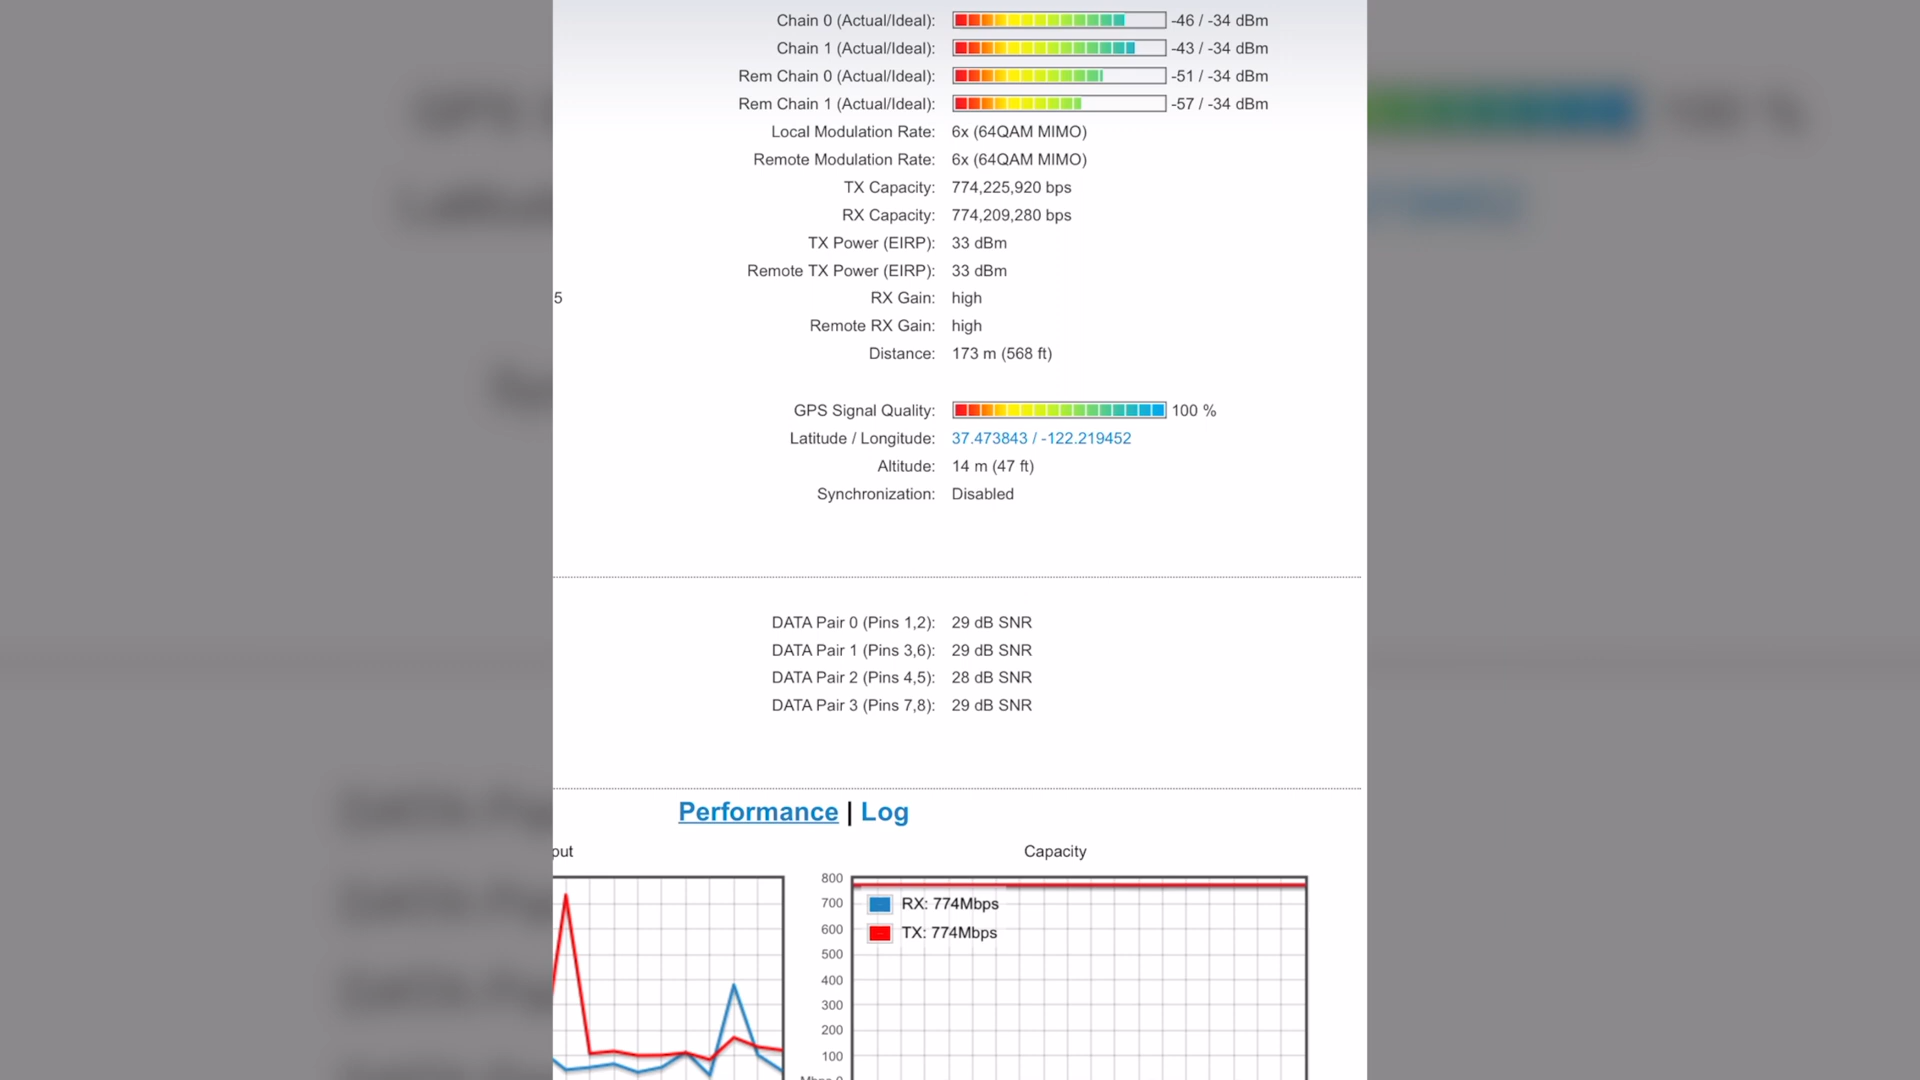 Chain 0 (Actual/Ideal): -46 / -34 dBm
Chain 1 (Actual/Ideal): -43 / -34 dBm
Rem Chain 0 (Actual/Ideal): -51 / -34 dBm
Rem Chain 1 (Actual/Ideal): -57 / -34 dBm
Local Modulation Rate: 6x (64QAM MIMO)
Remote Modulation Rate: 6x (64QAM MIMO)
TX Capacity: 774,225,920 bps
RX Capacity: 774,209,280 bps
TX Power (EIRP): 33 dBm
Remote TX Power (EIRP): 33 dBm
5 RX Gain: high
Remote RX Gain: high
Distance: 173 m (568 ft)
GPS Signal Quality: 100 %
Latitude / Longitude: 37.473843 / -122.219452
Altitude: 14 m (47 ft)
Synchronization: Disabled
DATA Pair 0 (Pins 1,2): 29 dB SNR
DATA Pair 1 (Pins 3,6): 29 dB SNR
DATA Pair 2 (Pins 4,5): 28 dB SNR
DATA Pair 3 (Pins 7,8): 29 dB SNR
Performance | Log
put
Capacity
800
700
600
500
400
300
200
100
Mbps 0
RX: 774Mbps
TX: 774Mbps